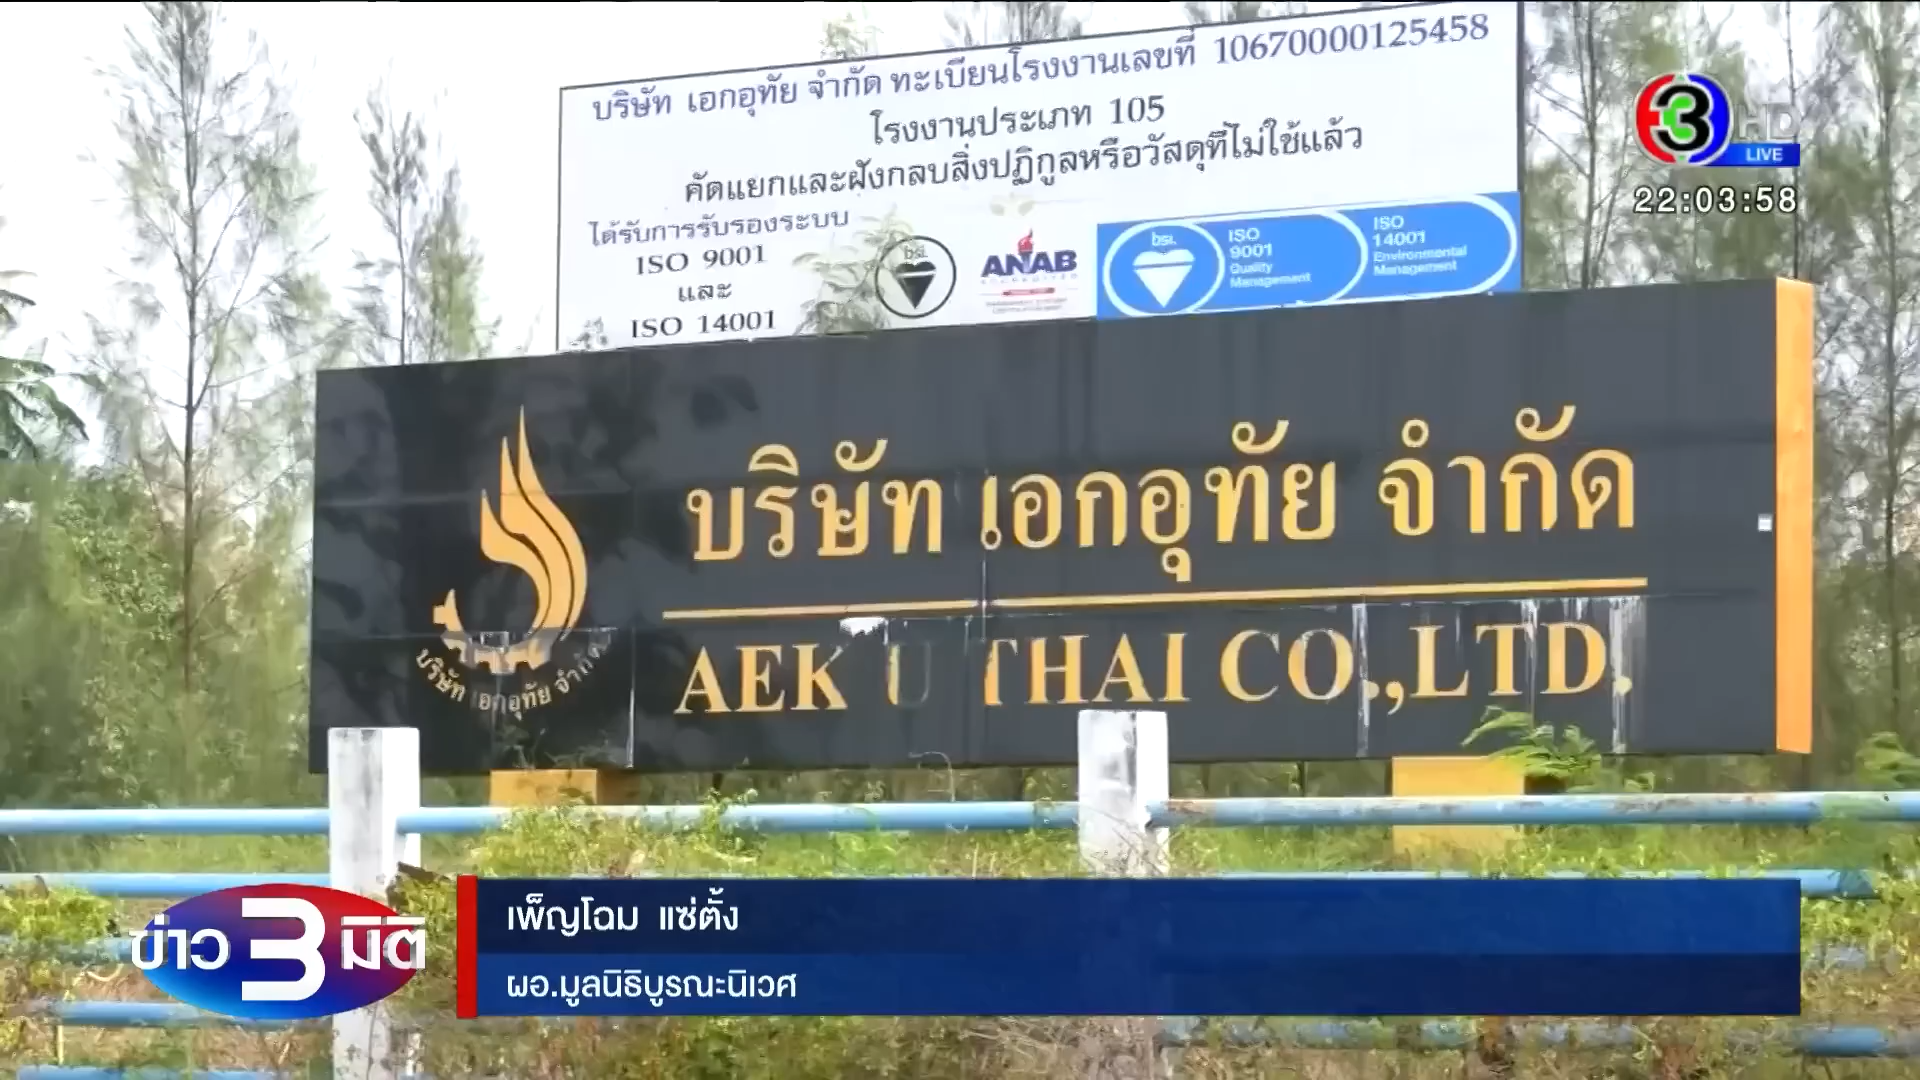 บริษัท เอกอุทัย จำกัด ทะเบียนโรงงานเลขที่ 10670000125458
โรงงานประเภท 105
คัดแยกและฝังกลบสิ่งปฏิกูลหรือวัสดุที่ไม่ใช้แล้ว
ได้รับการรับรองระบบ
ISO 9001
และ
ISO 14001
bsi.
ANAB
ACCREDITED
bsi.
ISO
9001
Quality
Management
ISO
14001
Environmental
Management
3 HD
LIVE
22:03:58
บริษัท เอกอุทัย จำกัด
AEK U THAI CO.,LTD.
บริษัท เอกอุทัย จำกัด
ข่าว 3 มิติ
เพ็ญโฉม แซ่ตั้ง
ผอ.มูลนิธิบูรณะนิเวศ